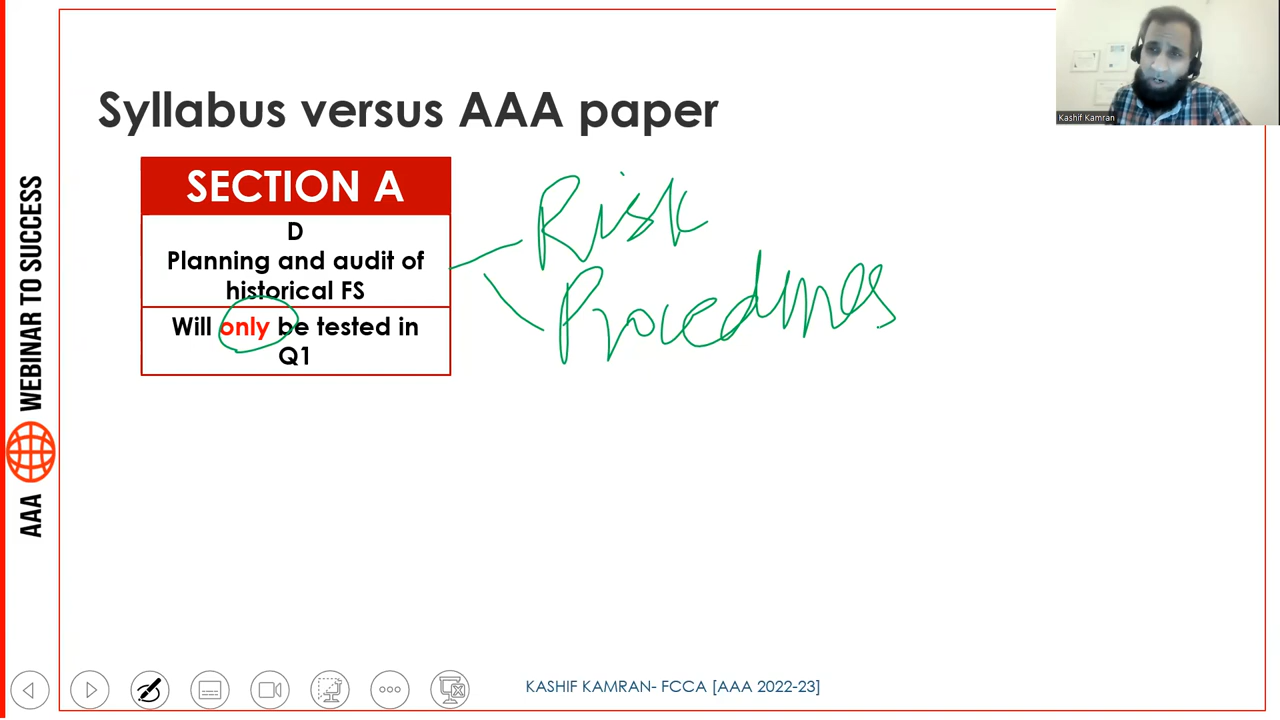 Syllabus versus AAA paper
Kashif Kamran
SECTION A
D
Planning and audit of
historical FS
Will only be tested in
Q1
Risk
Procedures
AAA WEBINAR TO SUCCESS
KASHIF KAMRAN- FCCA [AAA 2022-23]